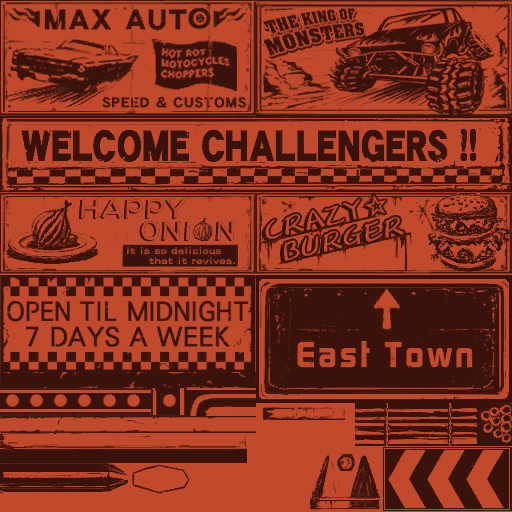 MAX AUTO
HOT ROT
MOTOCYCLES
CHOPPERS
SPEED & CUSTOMS
THE KING OF
MONSTERS
WELCOME CHALLENGERS !!
HAPPY
ONION
It is so delicious
that it revives.
CRAZY
BURGER
OPEN TIL MIDNIGHT
7 DAYS A WEEK
East Town